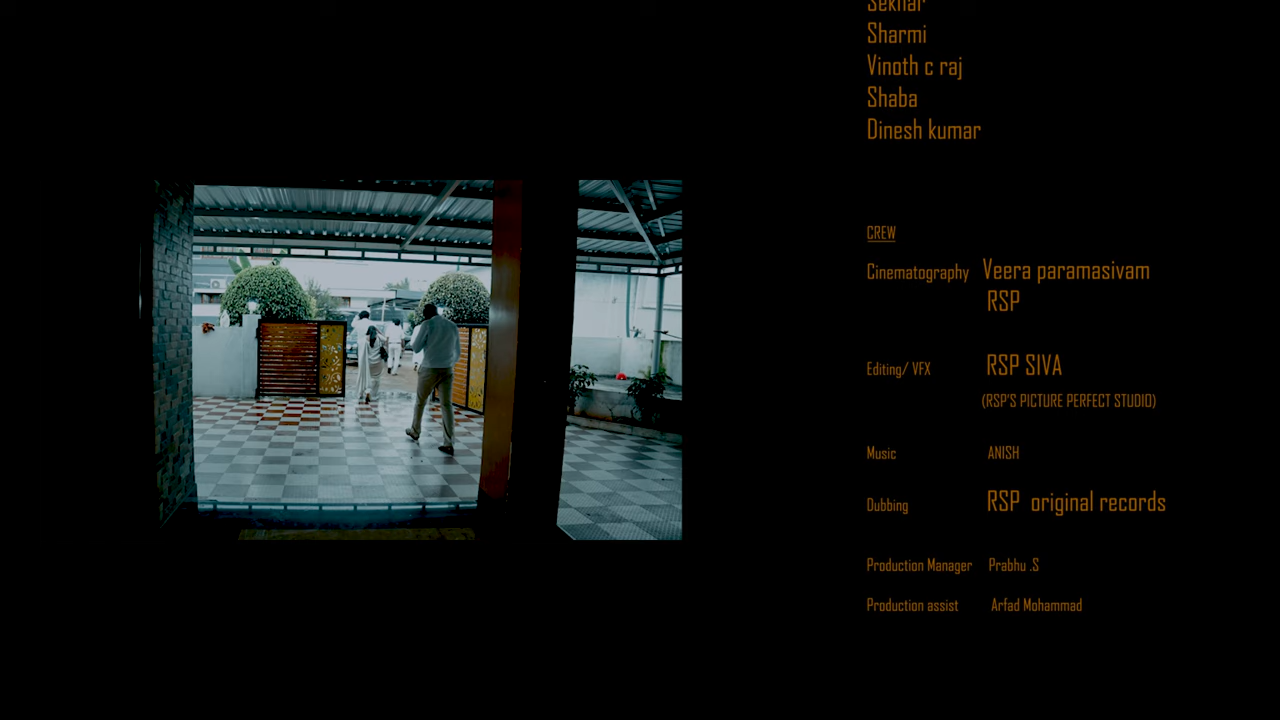 Sekhar
Sharmi
Vinoth c raj
Shaba
Dinesh kumar
CREW
Cinematography Veera paramasivam
RSP
Editing/ VFX RSP SIVA
(RSP'S PICTURE PERFECT STUDIO)
Music ANISH
Dubbing RSP original records
Production Manager Prabhu .S
Production assist Arfad Mohammad